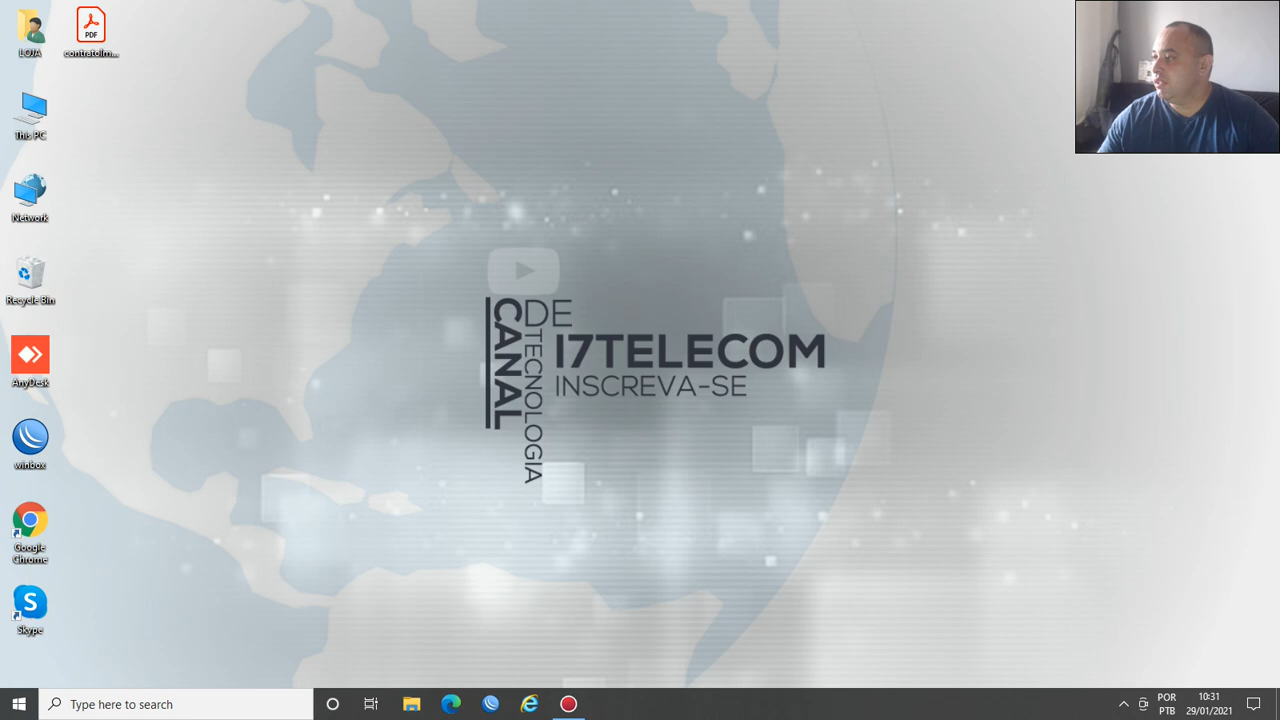 LOJA
PDF
contratoim...
This PC
Network
Recycle Bin
AnyDesk
winbox
Google
Chrome
S
Skype
CANAL
DE
TECNOLOGIA
I7TELECOM
INSCREVA-SE
Type here to search
POR
PTB
10:31
29/01/2021